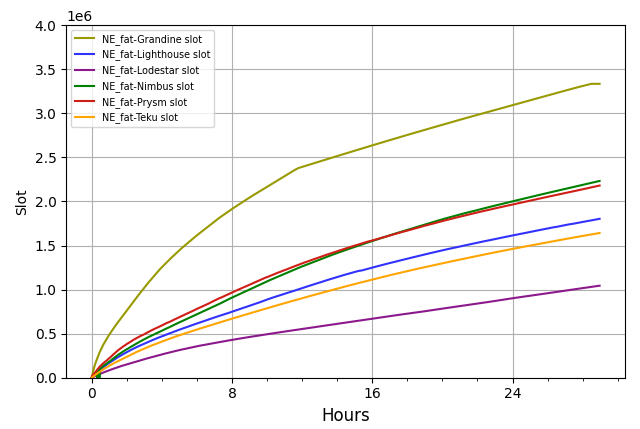 1e6
4.0
3.5
3.0
2.5
2.0
1.5
1.0
0.5
0.0
Slot
NE_fat-Grandine slot
NE_fat-Lighthouse slot
NE_fat-Lodestar slot
NE_fat-Nimbus slot
NE_fat-Prysm slot
NE_fat-Teku slot
0 8 16 24
Hours